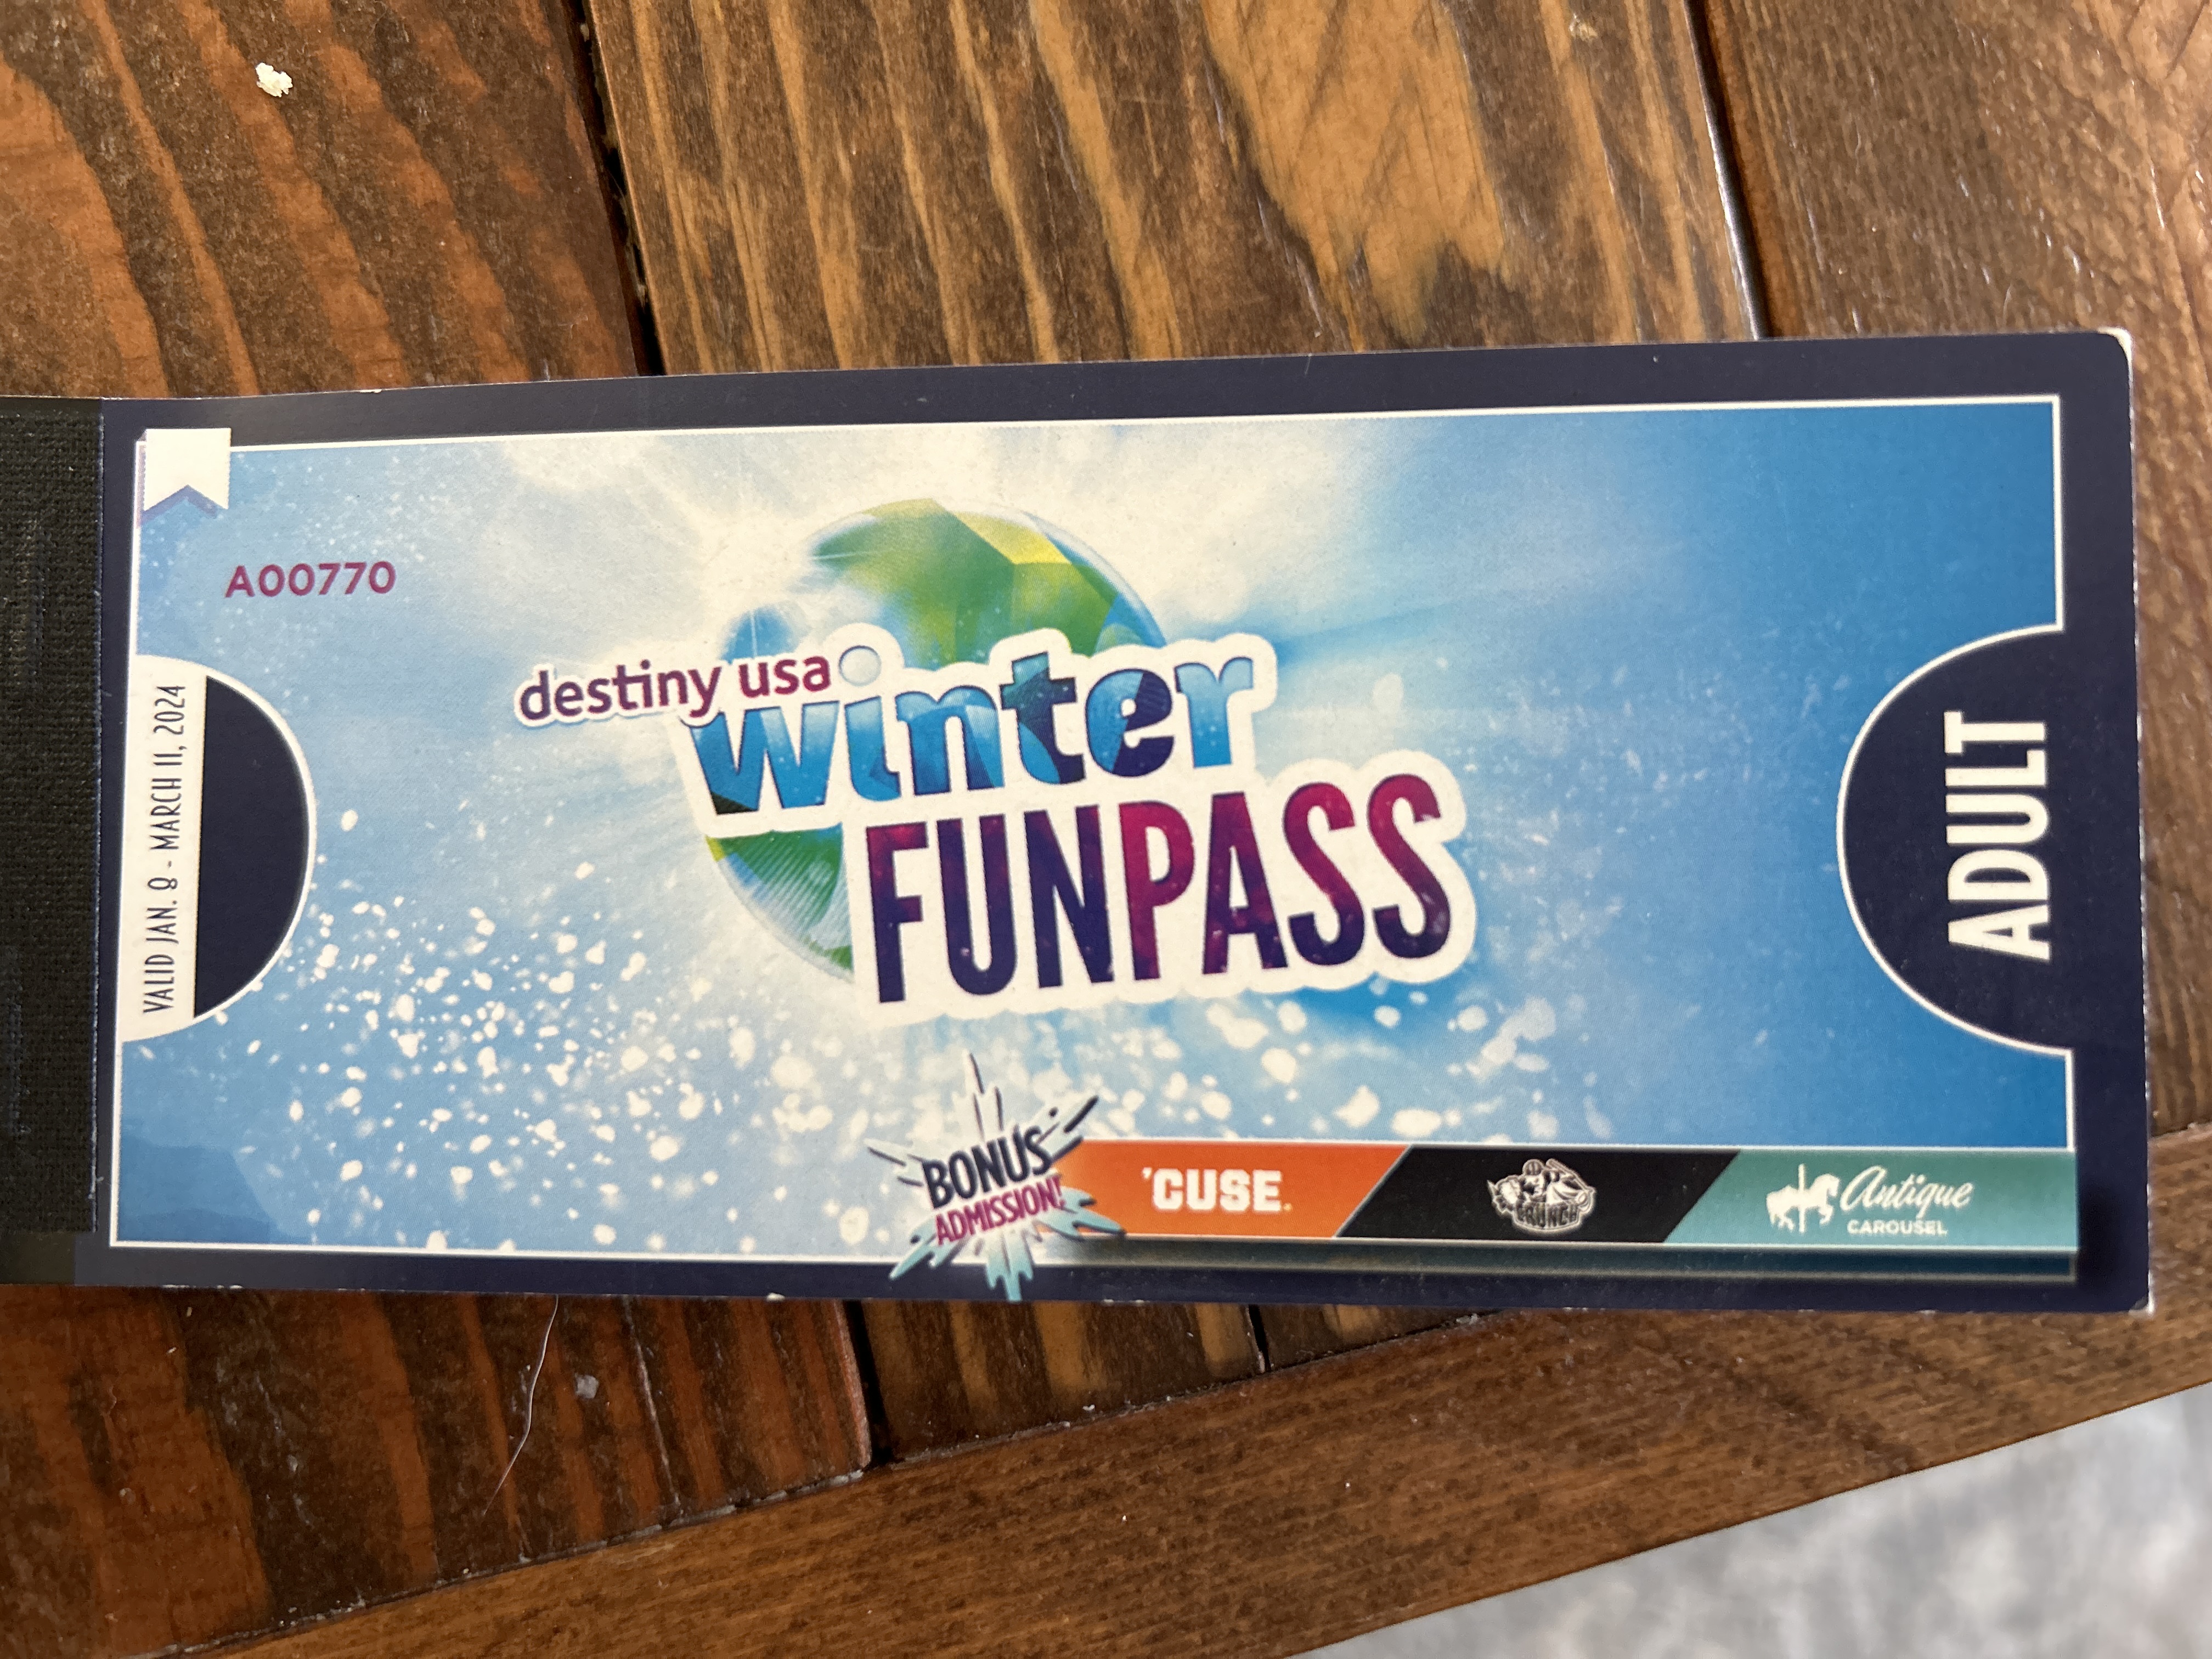 A00770
VALID JAN. 8 - MARCH 11, 2024
destiny usa
winter
FUNPASS
ADULT
BONUS
ADMISSION!
'CUSE.
CRUNCH
Antique
CAROUSEL